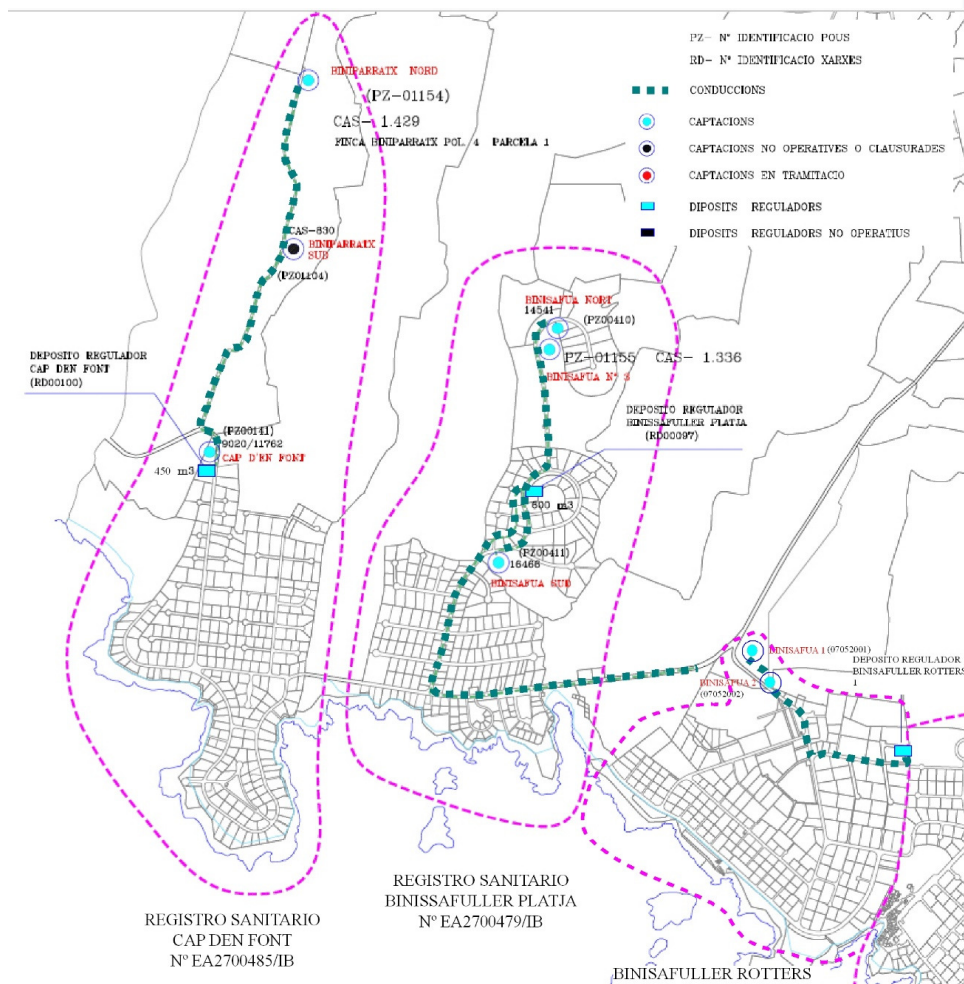 PZ- Nº IDENTIFICACIO POUS
RD- Nº IDENTIFICACIO XARXES
CONDUCCIONS
CAPTACIONS
CAPTACIONS NO OPERATIVES O CLAUSURADES
CAPTACIONS EN TRAMITACIO
DIPOSITS REGULADORS
DIPOSITS REGULADORS NO OPERATIUS
BINIPARRATX NORD
(PZ-01154)
CAS- 1.429
FINCA BINIPARRATX POL. 4 PARCELA 1
CAS-830
BINIPARRATX
SUD
(PZ01104)
DEPOSITO REGULADOR
CAP DEN FONT
(RD00100)
(PZ00141)
9020/11762
CAP D'EN FONT
450 m3
BINISAFUA NORT
14541
(PZ00410)
PZ-01155 CAS- 1.336
BINISAFUA Nº 3
DEPOSITO REGULADOR
BINISSAFULLER PLATJA
(RD00097)
600 m3
(PZ00411)
16466
BINISAFUA SUD
BINISAFUA 1 (07052001)
BINISAFUA 2
(07052002)
DEPOSITO REGULADOR
BINISAFULLER ROTTERS
1
REGISTRO SANITARIO
CAP DEN FONT
Nº EA2700485/IB
REGISTRO SANITARIO
BINISSAFULLER PLATJA
Nº EA2700479/IB
BINISAFULLER ROTTERS